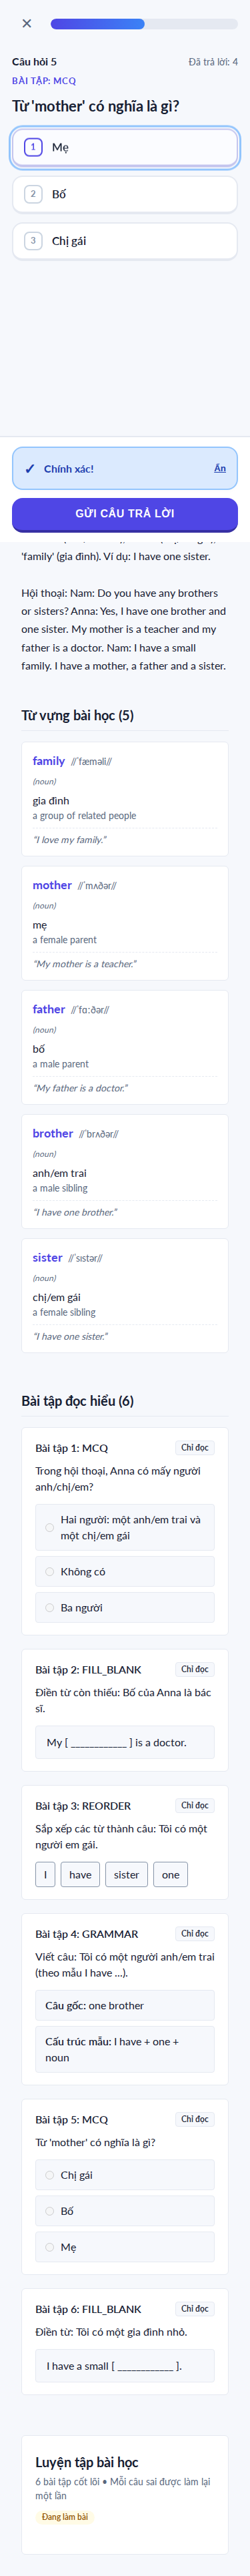 ✕
Câu hỏi 5
Đã trả lời: 4
BÀI TẬP: MCQ
Từ 'mother' có nghĩa là gì?
1 Mẹ
2 Bố
3 Chị gái
✓ Chính xác!
Ẩn
GỬI CÂU TRẢ LỜI
'family' (gia đình). Ví dụ: I have one sister.
Hội thoại: Nam: Do you have any brothers
or sisters? Anna: Yes, I have one brother and
one sister. My mother is a teacher and my
father is a doctor. Nam: I have a small
family. I have a mother, a father and a sister.
Từ vựng bài học (5)
family //ˈfæməli//
(noun)
gia đình
a group of related people
“I love my family.”
mother //ˈmʌðər//
(noun)
mẹ
a female parent
“My mother is a teacher.”
father //ˈfɑːðər//
(noun)
bố
a male parent
“My father is a doctor.”
brother //ˈbrʌðər//
(noun)
anh/em trai
a male sibling
“I have one brother.”
sister //ˈsɪstər//
(noun)
chị/em gái
a female sibling
“I have one sister.”
Bài tập đọc hiểu (6)
Bài tập 1: MCQ
Chỉ đọc
Trong hội thoại, Anna có mấy người
anh/chị/em?
Hai người: một anh/em trai và
một chị/em gái
Không có
Ba người
Bài tập 2: FILL_BLANK
Chỉ đọc
Điền từ còn thiếu: Bố của Anna là bác
sĩ.
My [ ____________ ] is a doctor.
Bài tập 3: REORDER
Chỉ đọc
Sắp xếp các từ thành câu: Tôi có một
người em gái.
I have sister one
Bài tập 4: GRAMMAR
Chỉ đọc
Viết câu: Tôi có một người anh/em trai
(theo mẫu I have ...).
Câu gốc: one brother
Cấu trúc mẫu: I have + one +
noun
Bài tập 5: MCQ
Chỉ đọc
Từ 'mother' có nghĩa là gì?
Chị gái
Bố
Mẹ
Bài tập 6: FILL_BLANK
Chỉ đọc
Điền từ: Tôi có một gia đình nhỏ.
I have a small [ ____________ ].
Luyện tập bài học
6 bài tập cốt lõi • Mỗi câu sai được làm lại
một lần
Đang làm bài